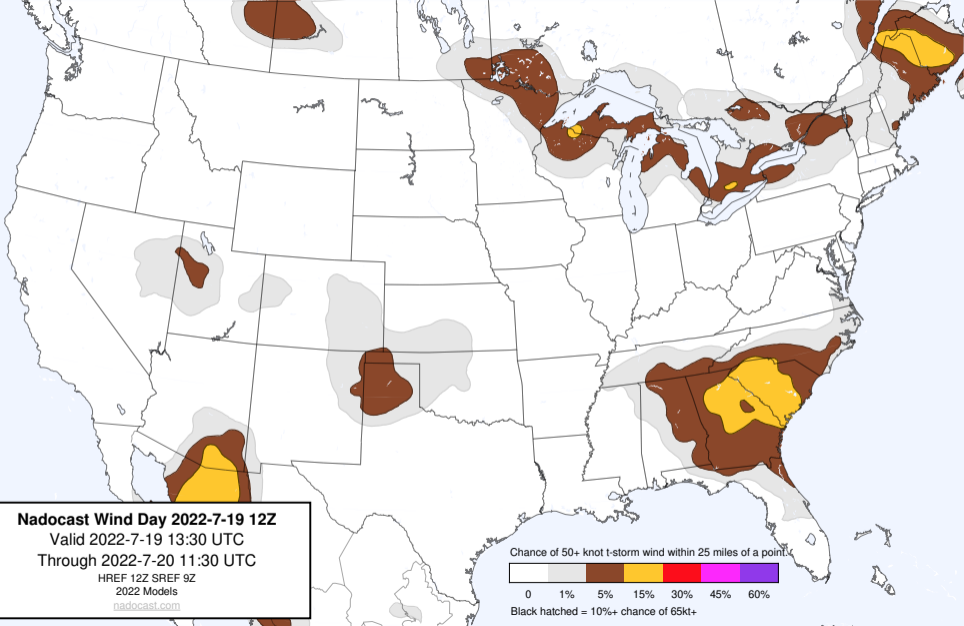 Nadocast Wind Day 2022-7-19 12Z
Valid 2022-7-19 13:30 UTC
Through 2022-7-20 11:30 UTC
HREF 12Z SREF 9Z
2022 Models
nadocast.com
Chance of 50+ knot t-storm wind within 25 miles of a point.
0 1% 5% 15% 30% 45% 60%
Black hatched = 10%+ chance of 65kt+